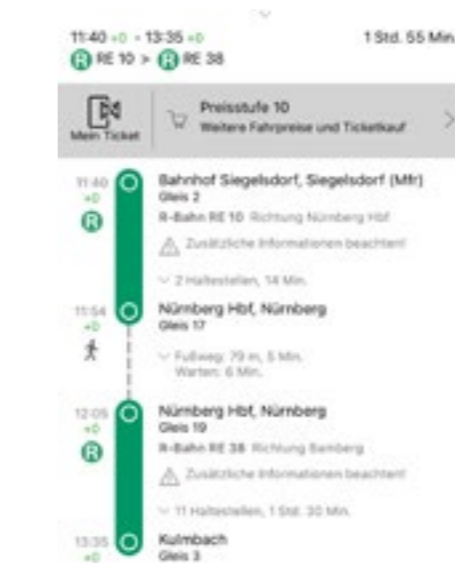 11:40 +0 - 13:35 +0 1 Std. 55 Min.
R RE 10 > R RE 38
Mein Ticket
Preisstufe 10
Weitere Fahrpreise und Ticketkauf
11:40 Bahnhof Siegelsdorf, Siegelsdorf (Mfr)
+0 Gleis 2
R R-Bahn RE 10 Richtung Nürnberg Hbf
Zusätzliche Informationen beachten!
2 Haltestellen, 14 Min.
11:54 Nürnberg Hbf, Nürnberg
+0 Gleis 17
Fußweg: 79 m, 5 Min.
Warten: 6 Min.
12:05 Nürnberg Hbf, Nürnberg
+0 Gleis 19
R R-Bahn RE 38 Richtung Bamberg
Zusätzliche Informationen beachten!
11 Haltestellen, 1 Std. 30 Min.
13:35 Kulmbach
+0 Gleis 3